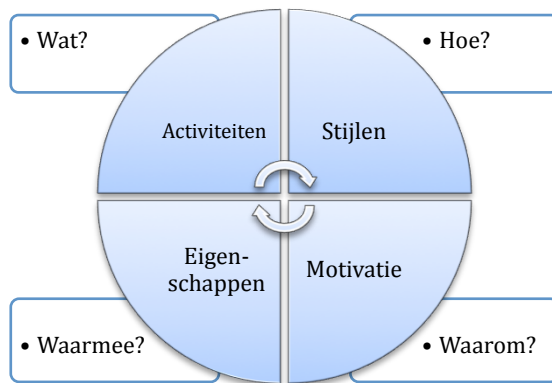 • Wat?
• Hoe?
Activiteiten
Stijlen
Eigen-
schappen
Motivatie
• Waarmee?
• Waarom?